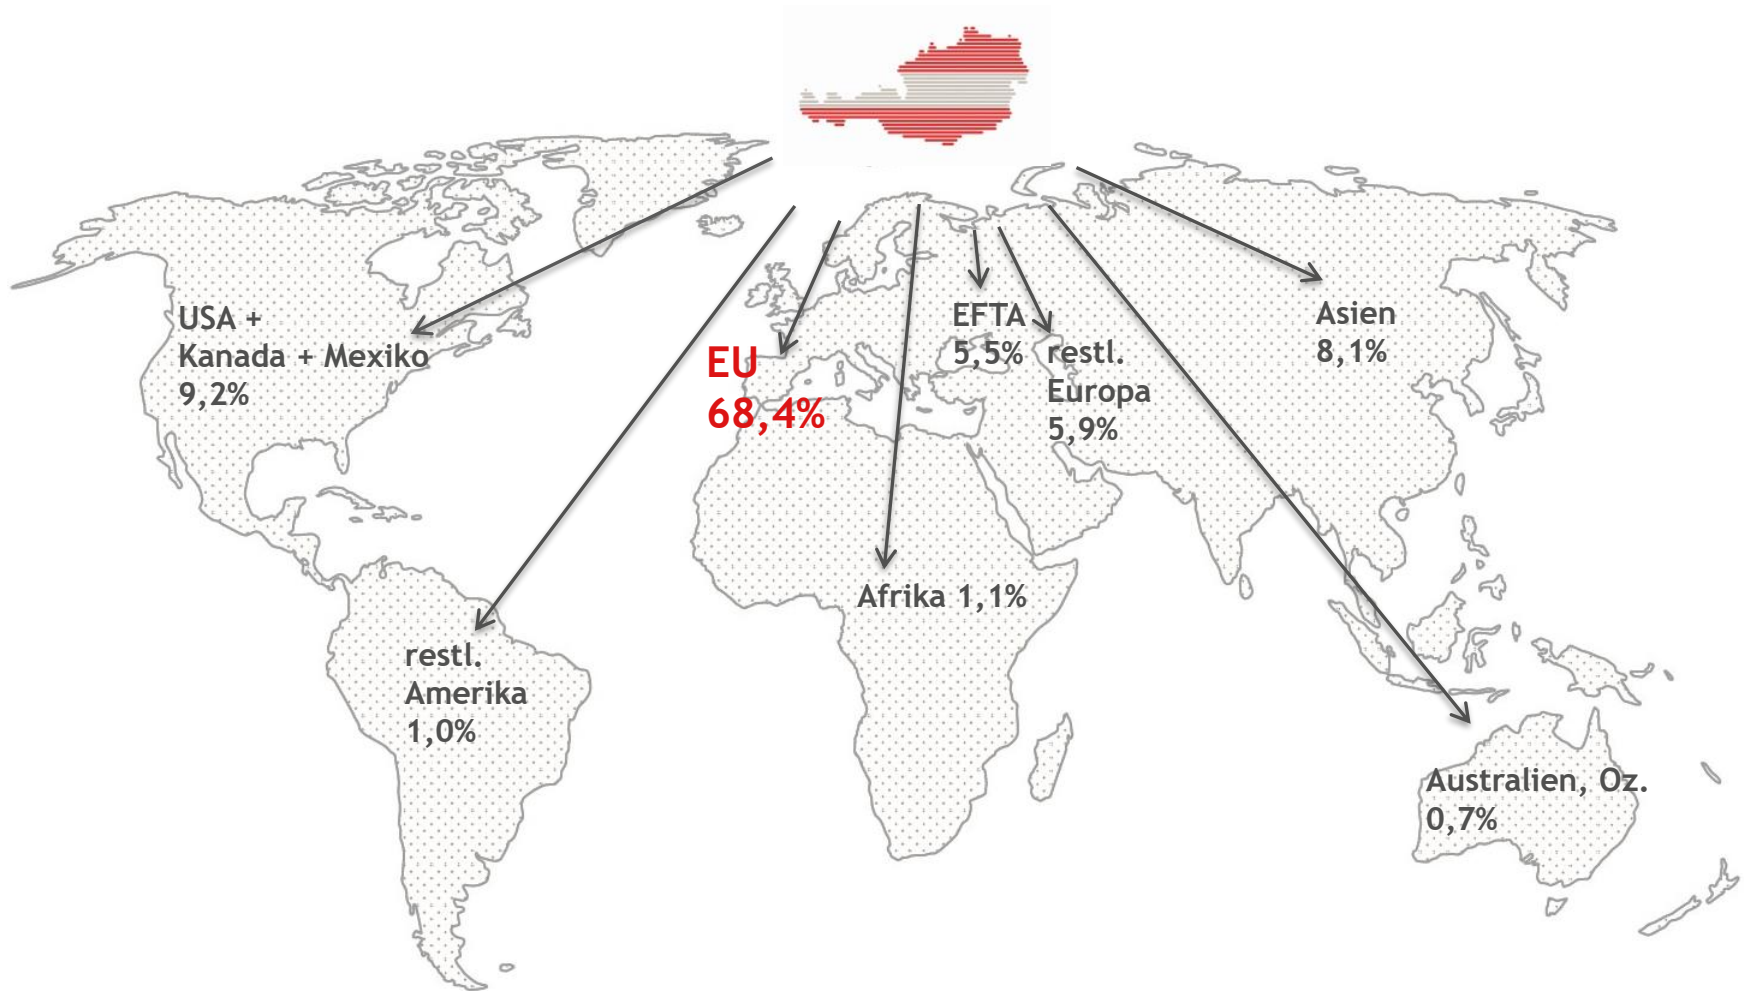 USA +
Kanada + Mexiko
9,2%
EU
68,4%
EFTA
5,5%
restl.
Europa
5,9%
Asien
8,1%
Afrika 1,1%
restl.
Amerika
1,0%
Australien, Oz.
0,7%